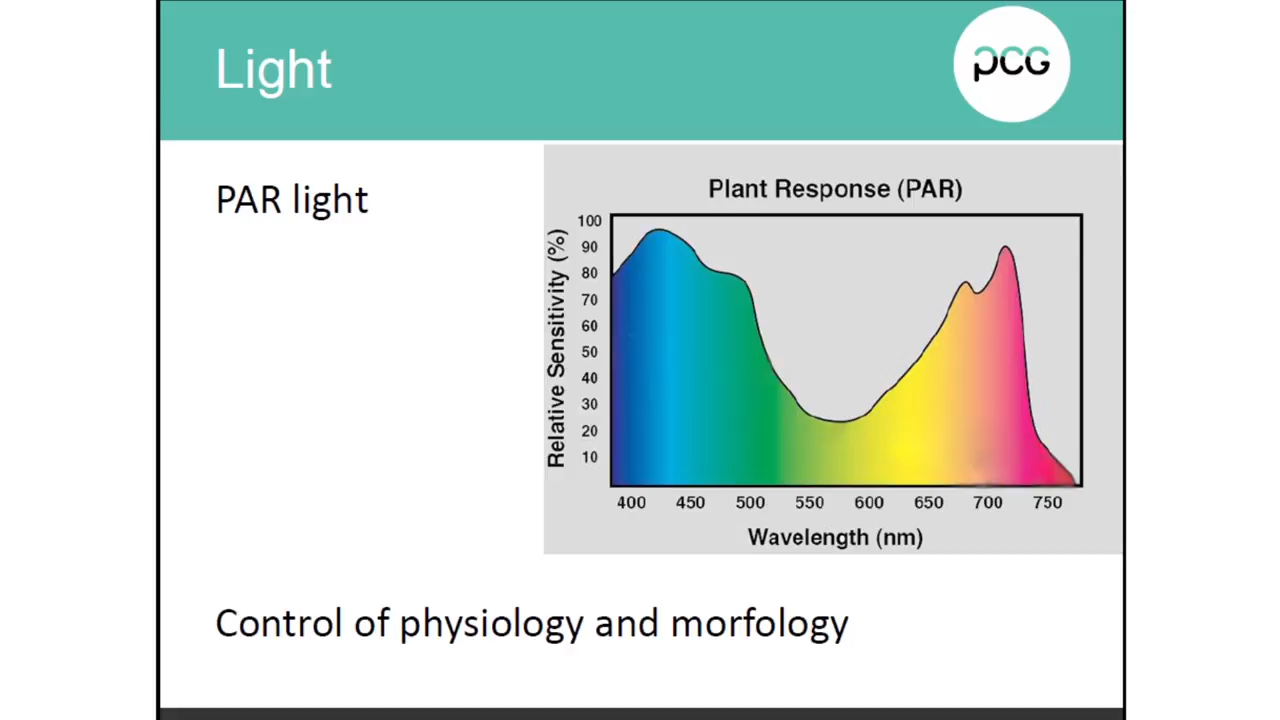 Light
pCG
PAR light
Plant Response (PAR)
Relative Sensitivity (%)
100
90
80
70
60
50
40
30
20
10
400 450 500 550 600 650 700 750
Wavelength (nm)
Control of physiology and morfology